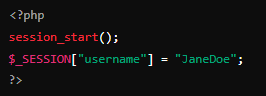 <?php
session_start();
$_SESSION["username"] = "JaneDoe";
?>